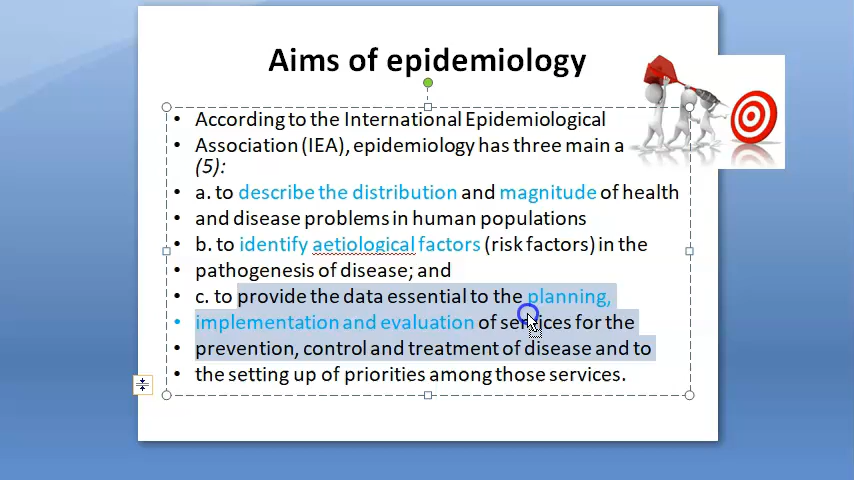 Aims of epidemiology
• According to the International Epidemiological
• Association (IEA), epidemiology has three main a
(5):
• a. to describe the distribution and magnitude of health
• and disease problems in human populations
• b. to identify aetiological factors (risk factors) in the
• pathogenesis of disease; and
• c. to provide the data essential to the planning,
• implementation and evaluation of services for the
• prevention, control and treatment of disease and to
• the setting up of priorities among those services.